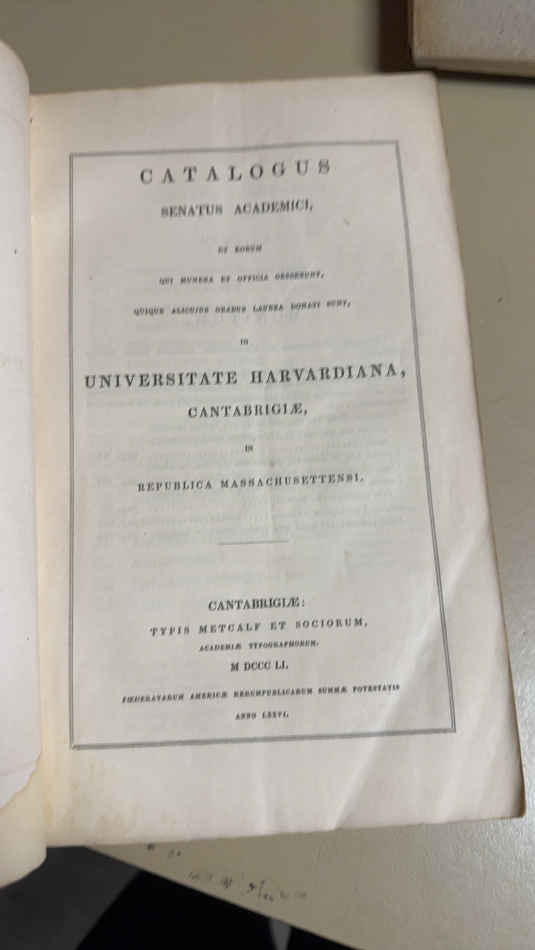 CATALOGUS
SENATUS ACADEMICI,
ET EORUM
QUI MUNERA ET OFFICIA GESSERUNT,
QUIQUE ALICUJUS GRADUS LAUREA DONATI SUNT,
IN
UNIVERSITATE HARVARDIANA,
CANTABRIGIÆ,
IN
REPUBLICA MASSACHUSETTENSI.
CANTABRIGIÆ:
TYPIS METCALF ET SOCIORUM,
ACADEMIÆ TYPOGRAPHORUM.
M DCCC LI.
FŒDERATARUM AMERICÆ RERUMPUBLICARUM SUMMÆ POTESTATIS
ANNO LXXVI.